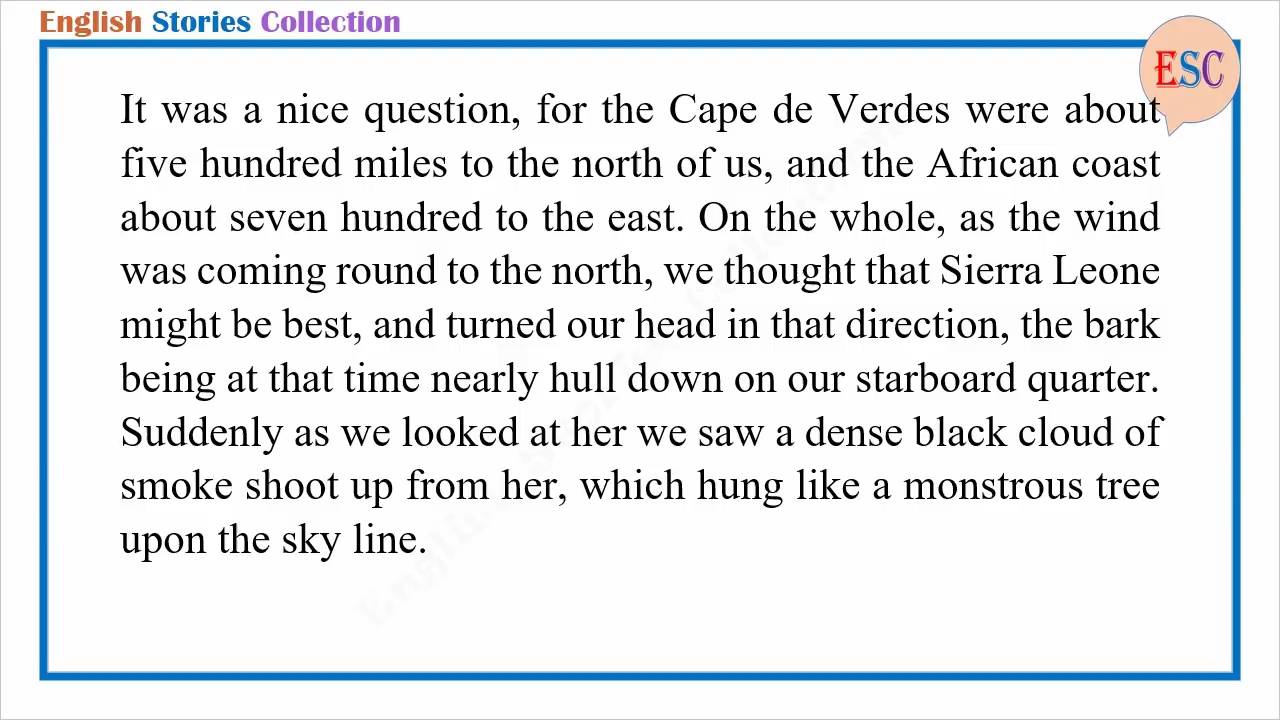 English Stories Collection
ESC
It was a nice question, for the Cape de Verdes were about
five hundred miles to the north of us, and the African coast
about seven hundred to the east. On the whole, as the wind
was coming round to the north, we thought that Sierra Leone
might be best, and turned our head in that direction, the bark
being at that time nearly hull down on our starboard quarter.
Suddenly as we looked at her we saw a dense black cloud of
smoke shoot up from her, which hung like a monstrous tree
upon the sky line.